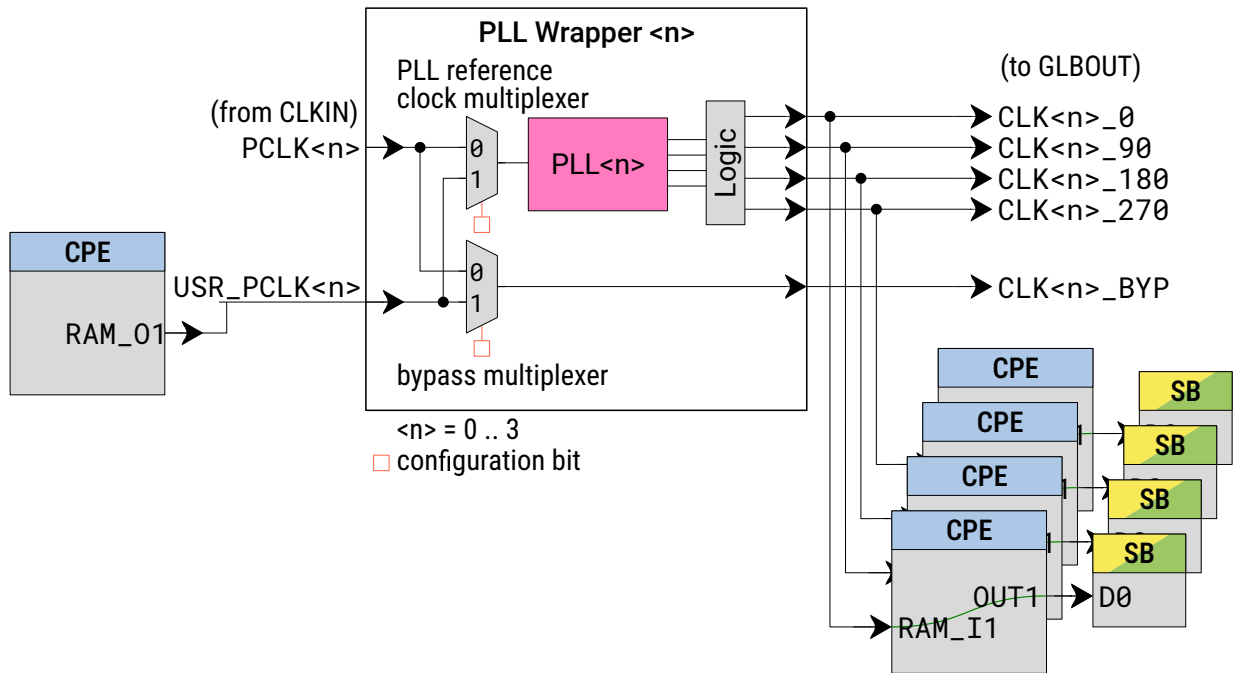 PLL Wrapper <n>
PLL reference
clock multiplexer
(from CLKIN)
PCLK<n>
0
1
PLL<n>
Logic
(to GLBOUT)
CLK<n>_0
CLK<n>_90
CLK<n>_180
CLK<n>_270
CPE
RAM_O1
USR_PCLK<n>
0
1
CLK<n>_BYP
bypass multiplexer
<n> = 0 .. 3
configuration bit
CPE
SB
CPE
SB
CPE
SB
CPE
SB
OUT1
D0
RAM_I1